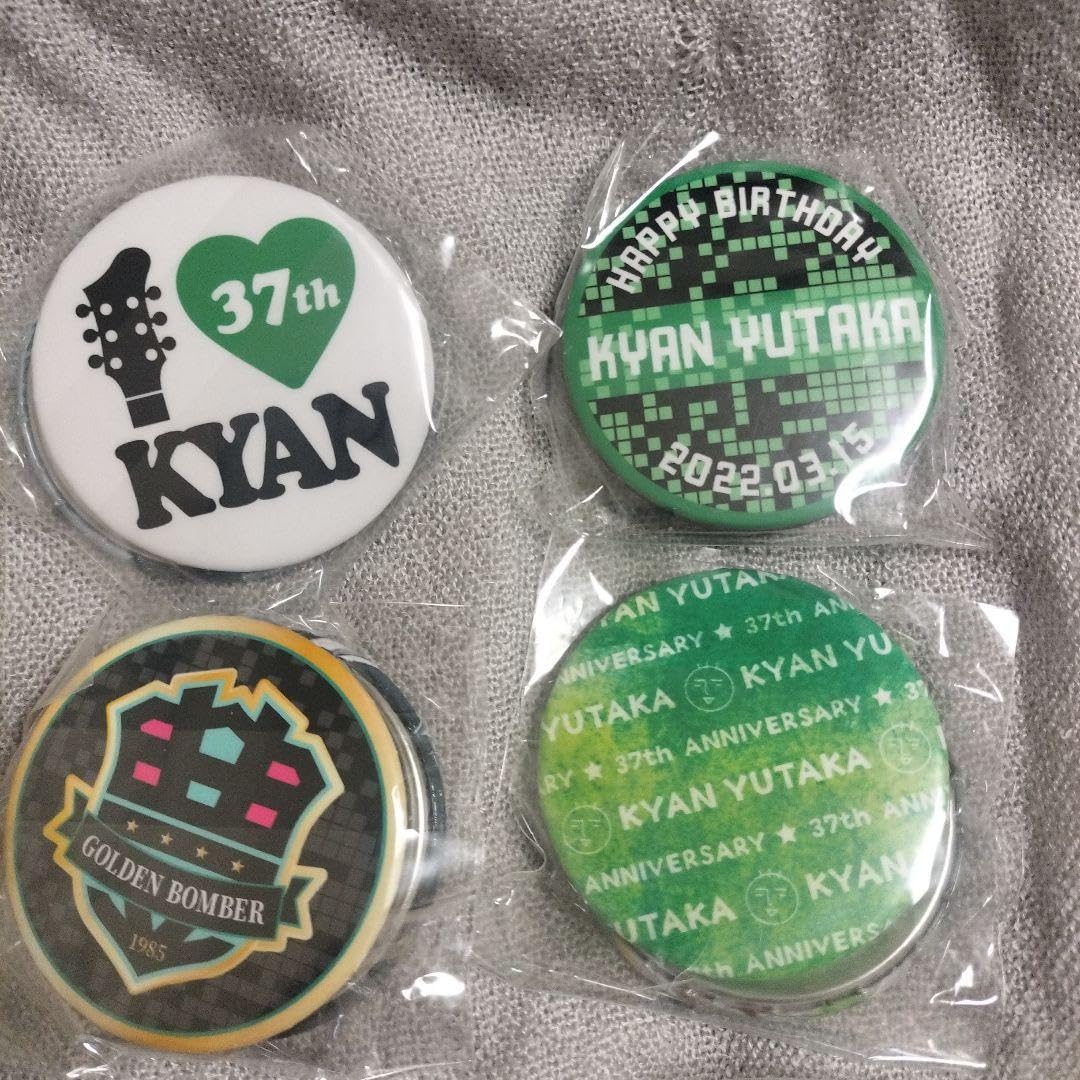 37th
KYAN
HAPPY BIRTHDAY
KYAN YUTAKA
2022.03.15
GOLDEN BOMBER
1985
YUTAKA
ANNIVERSARY ★ 37th
YUTAKA KYAN
★ 37th ANNIVERSARY ★
KYAN YUTAKA
ANNIVERSARY ★ 37th
KYAN